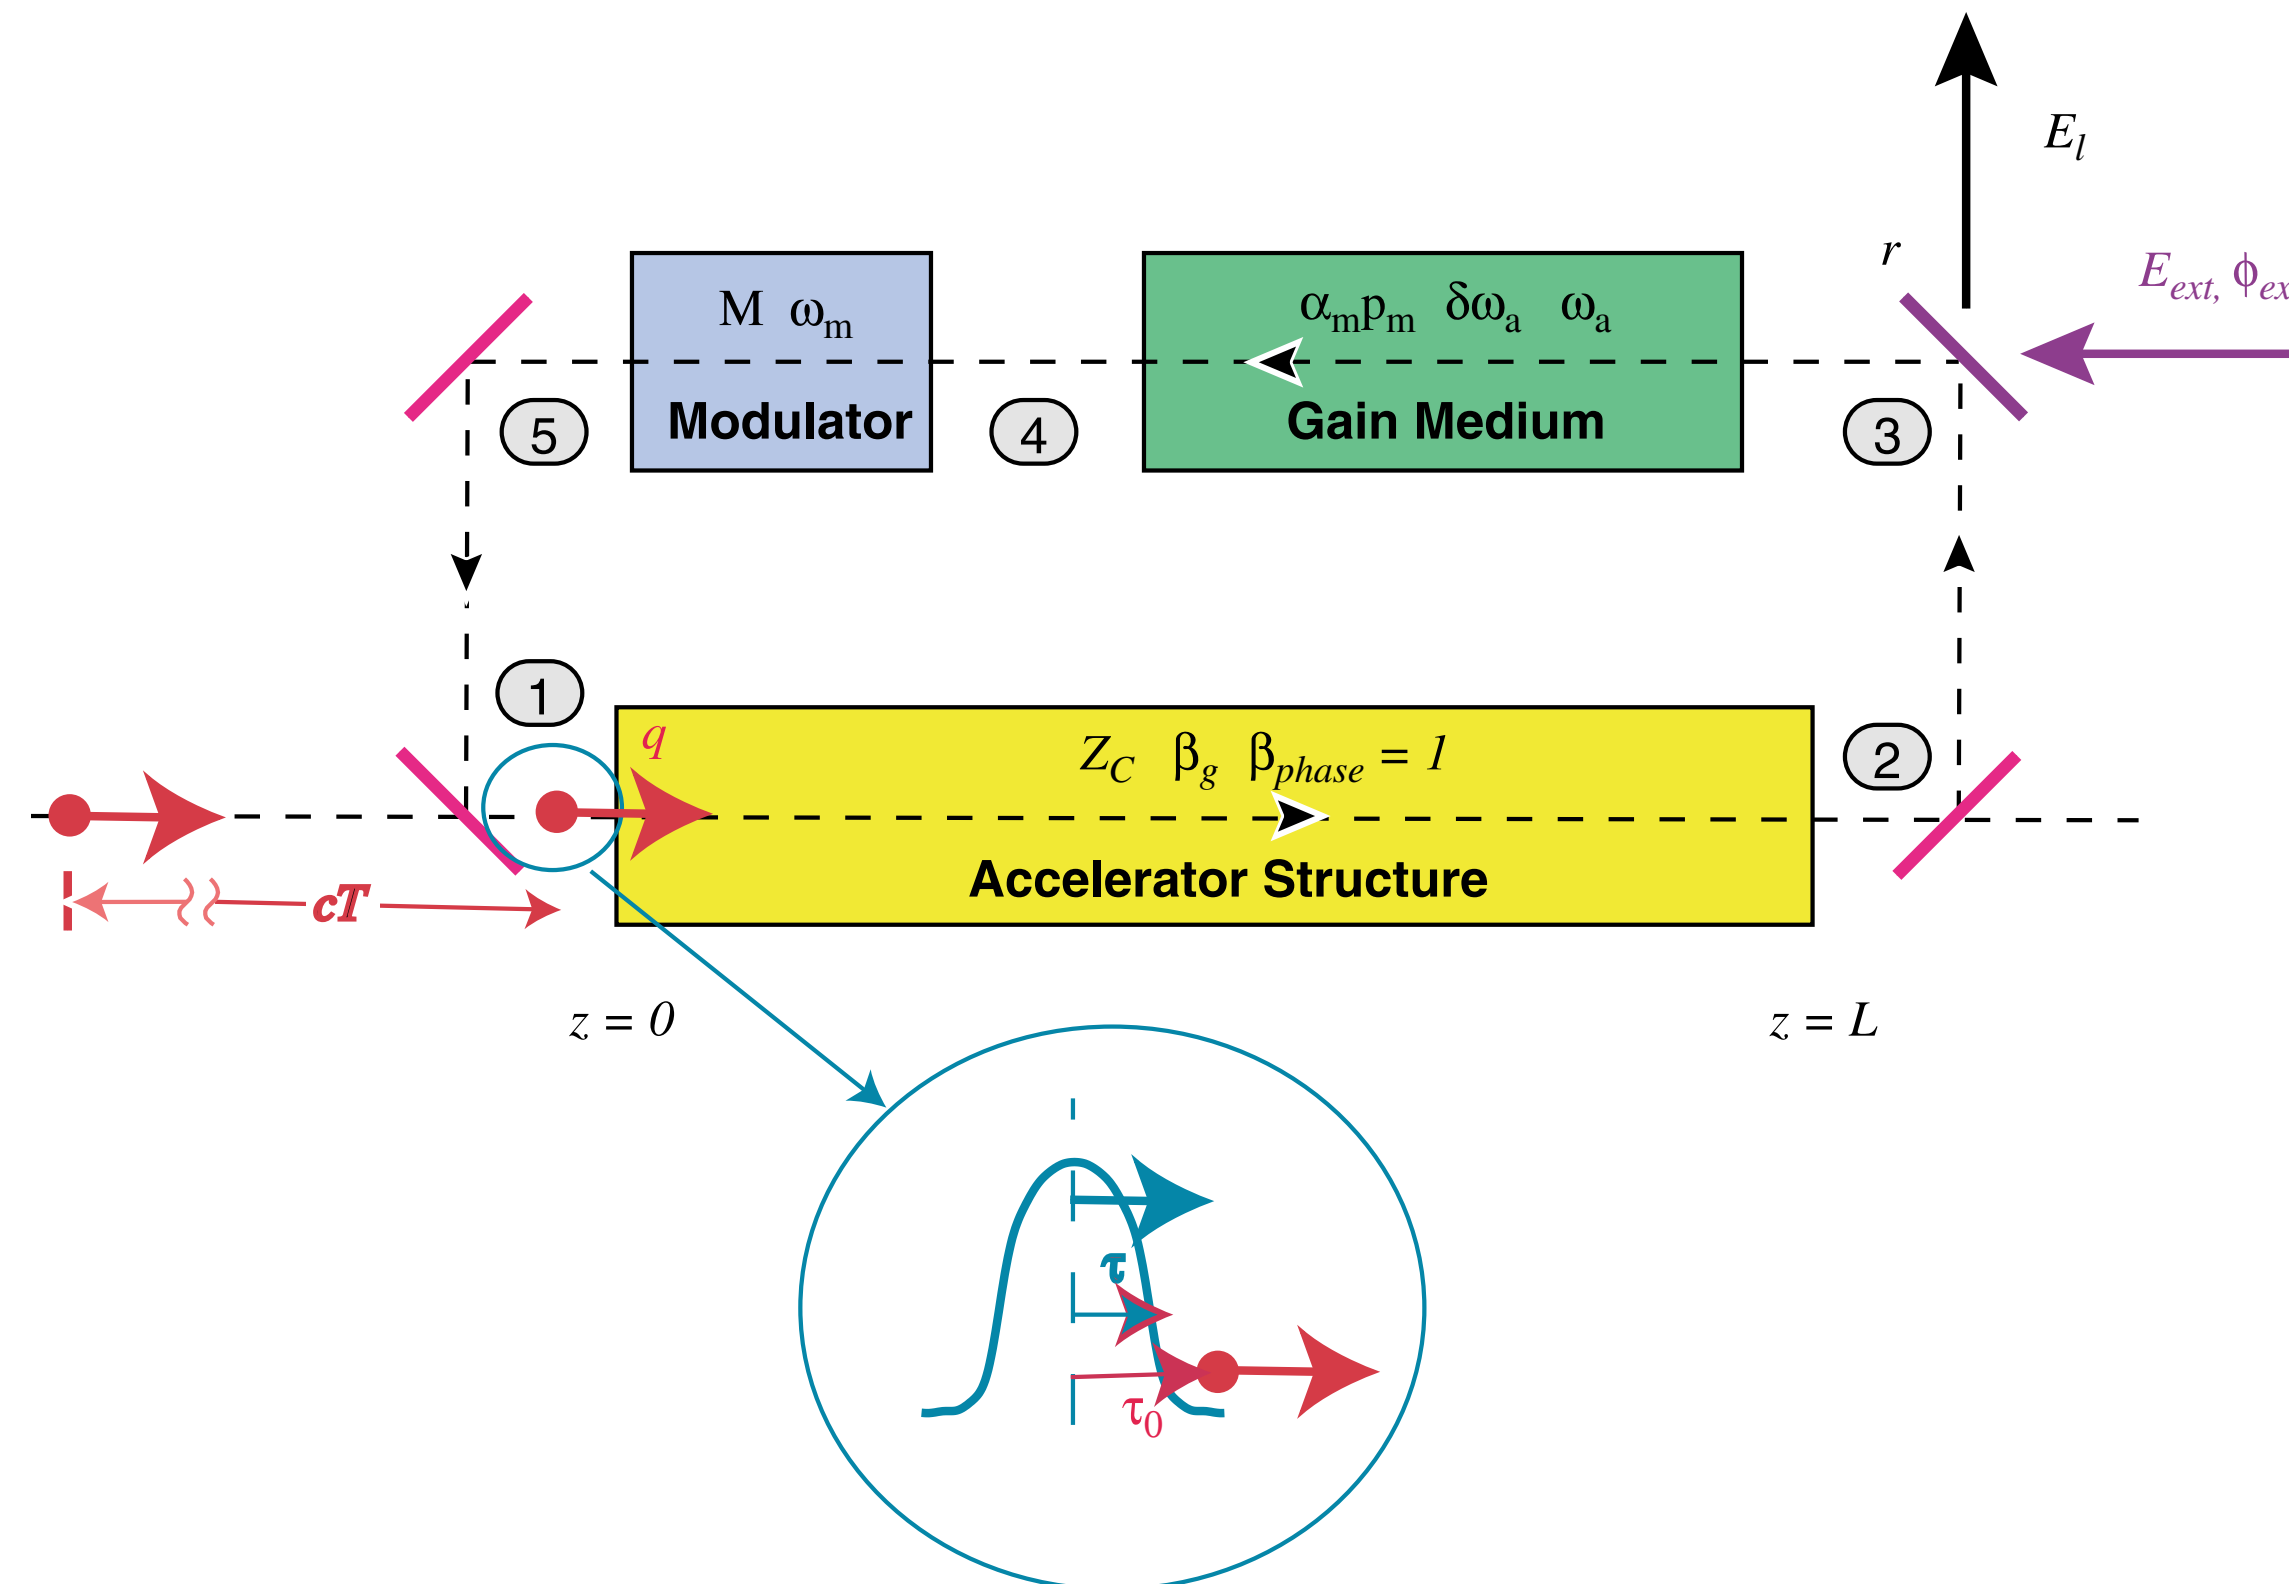 E_l
r
E_ext, ϕ_ex
M ω_m
α_m p_m δω_a ω_a
Modulator
Gain Medium
5
4
3
1
q
Z_C β_g β_phase = 1
2
Accelerator Structure
cT
z = 0
z = L
τ
τ_0